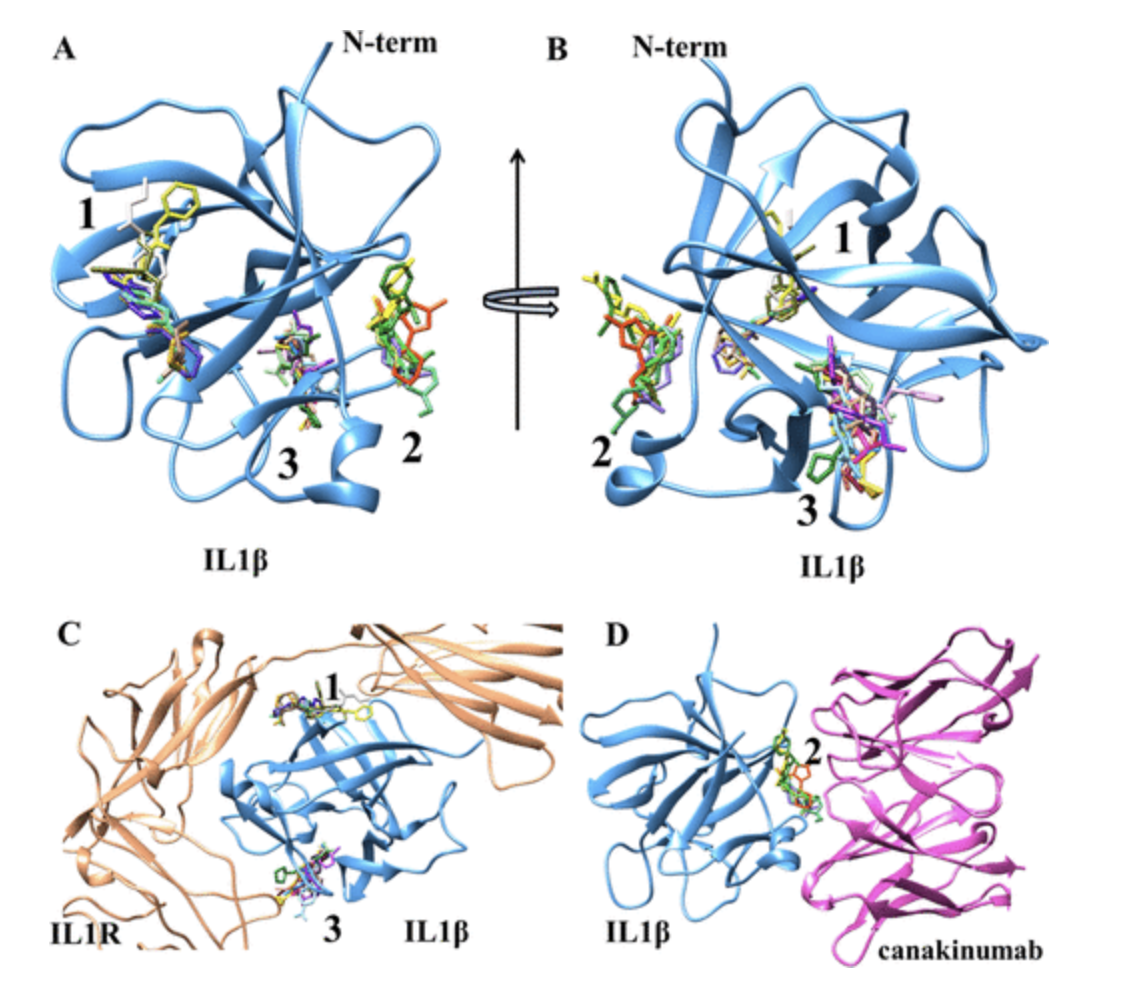 A
N-term
B
N-term
1
1
2
3
2
3
IL1β
IL1β
C
D
1
2
IL1R
3
IL1β
IL1β
canakinumab